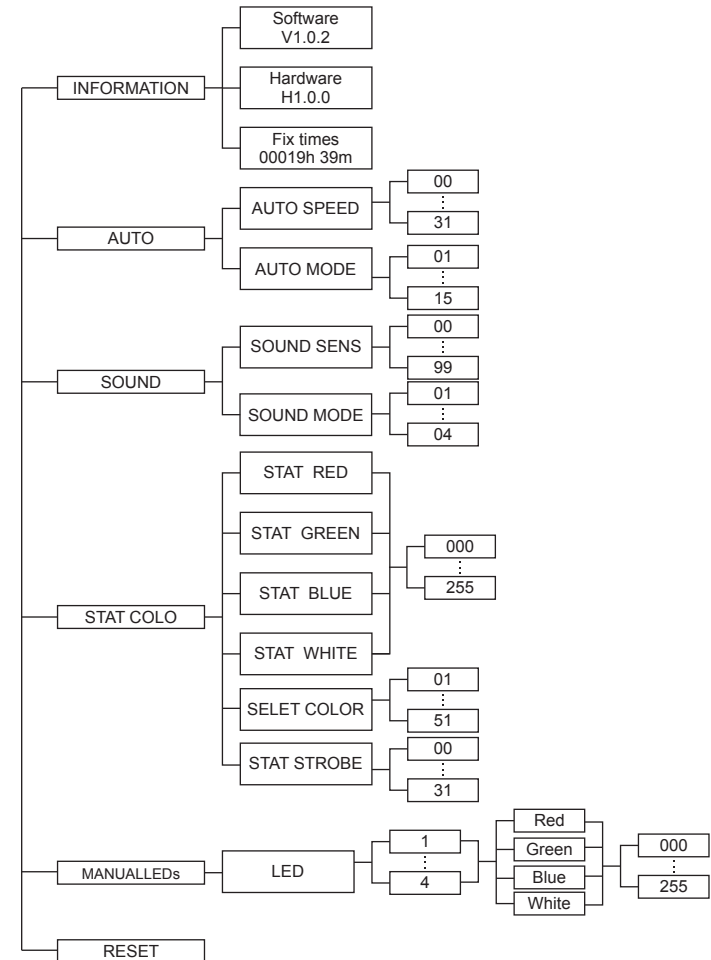 INFORMATION
Software
V1.0.2
Hardware
H1.0.0
Fix times
00019h 39m
AUTO
AUTO SPEED
00
31
AUTO MODE
01
15
SOUND
SOUND SENS
00
99
SOUND MODE
01
04
STAT COLO
STAT RED
STAT GREEN
STAT BLUE
STAT WHITE
000
255
SELET COLOR
01
51
STAT STROBE
00
31
MANUALLEDs
LED
1
4
Red
Green
Blue
White
000
255
RESET